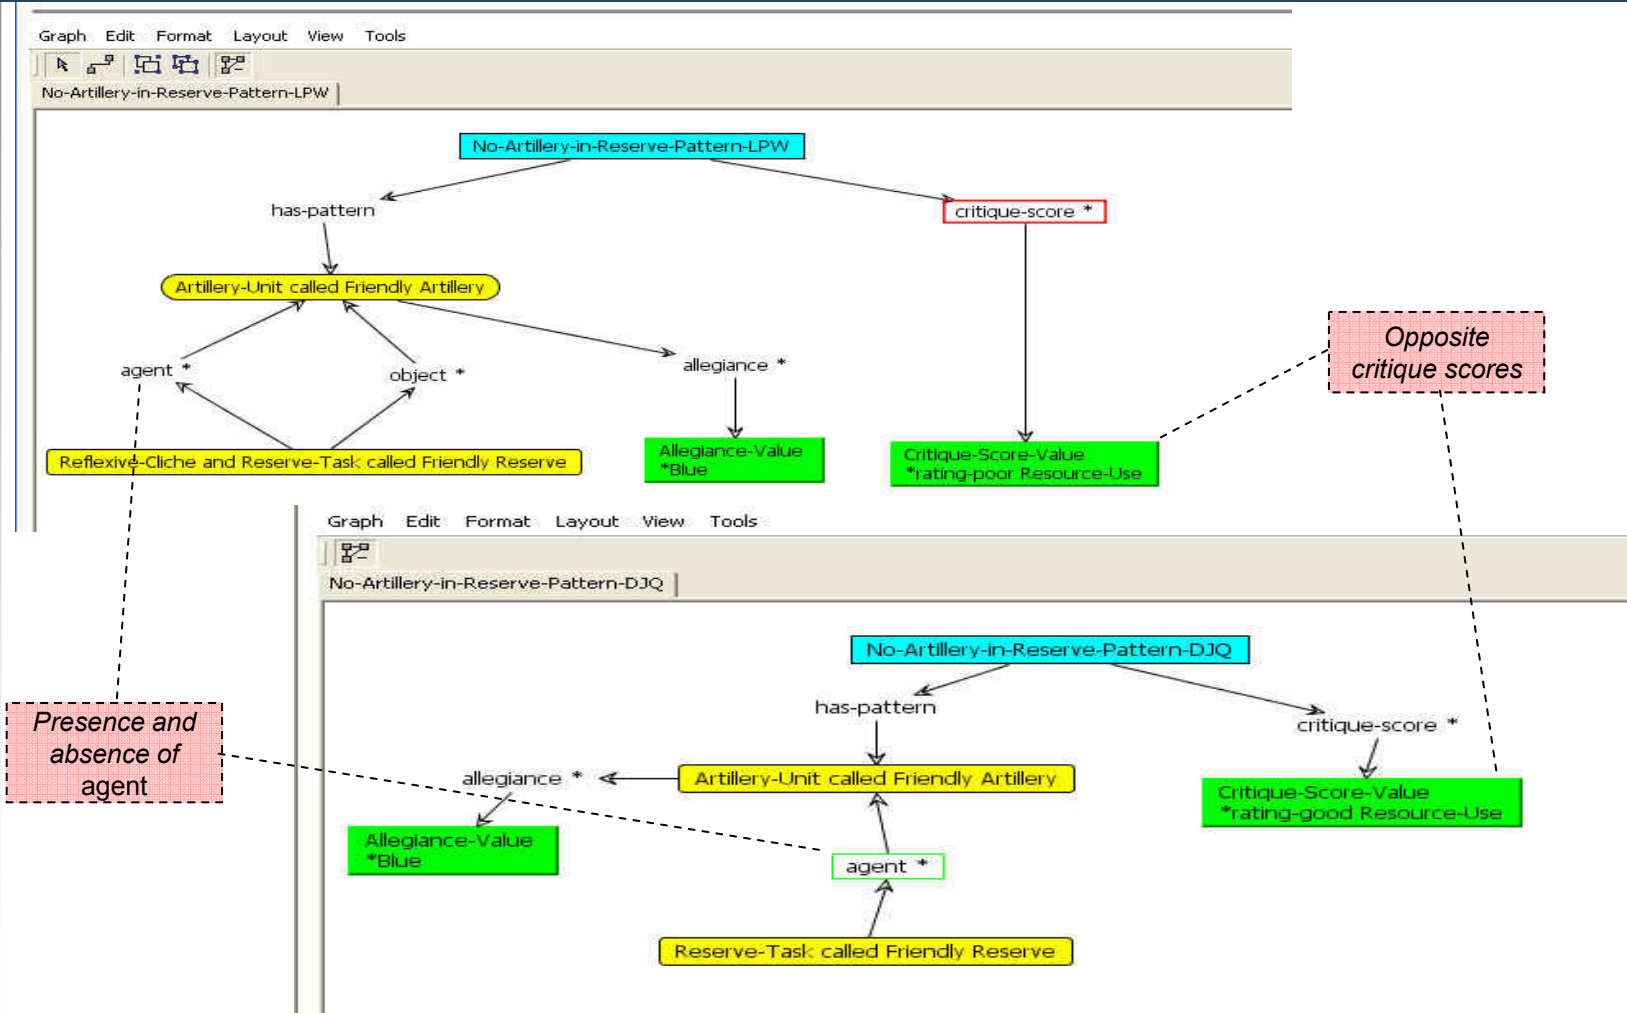 Graph Edit Format Layout View Tools
No-Artillery-in-Reserve-Pattern-LPW
No-Artillery-in-Reserve-Pattern-LPW
has-pattern
critique-score *
Artillery-Unit called Friendly Artillery
agent *
object *
allegiance *
Reflexive-Cliche and Reserve-Task called Friendly Reserve
Allegiance-Value
*Blue
Critique-Score-Value
*rating-poor Resource-Use
Opposite
critique scores
Graph Edit Format Layout View Tools
No-Artillery-in-Reserve-Pattern-DJQ
No-Artillery-in-Reserve-Pattern-DJQ
has-pattern
critique-score *
Presence and
absence of
agent
allegiance *
Artillery-Unit called Friendly Artillery
Critique-Score-Value
*rating-good Resource-Use
Allegiance-Value
*Blue
agent *
Reserve-Task called Friendly Reserve